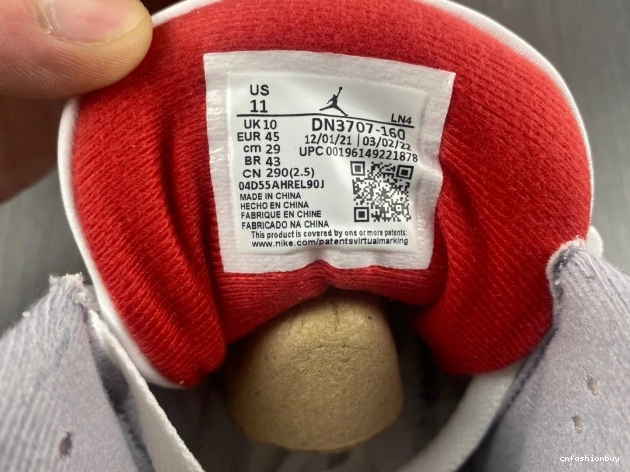 US
11
LN4
UK 10
DN3707-160
EUR 45
12/01/21 | 03/02/22
cm 29
UPC 00196149221878
BR 43
CN 290(2.5)
04D55AHREL90J
MADE IN CHINA
HECHO EN CHINA
FABRIQUE EN CHINE
FABRICADO NA CHINA
This product is covered by one or more patents:
www.nike.com/patentsvirtualmarking
cnfashionbuy